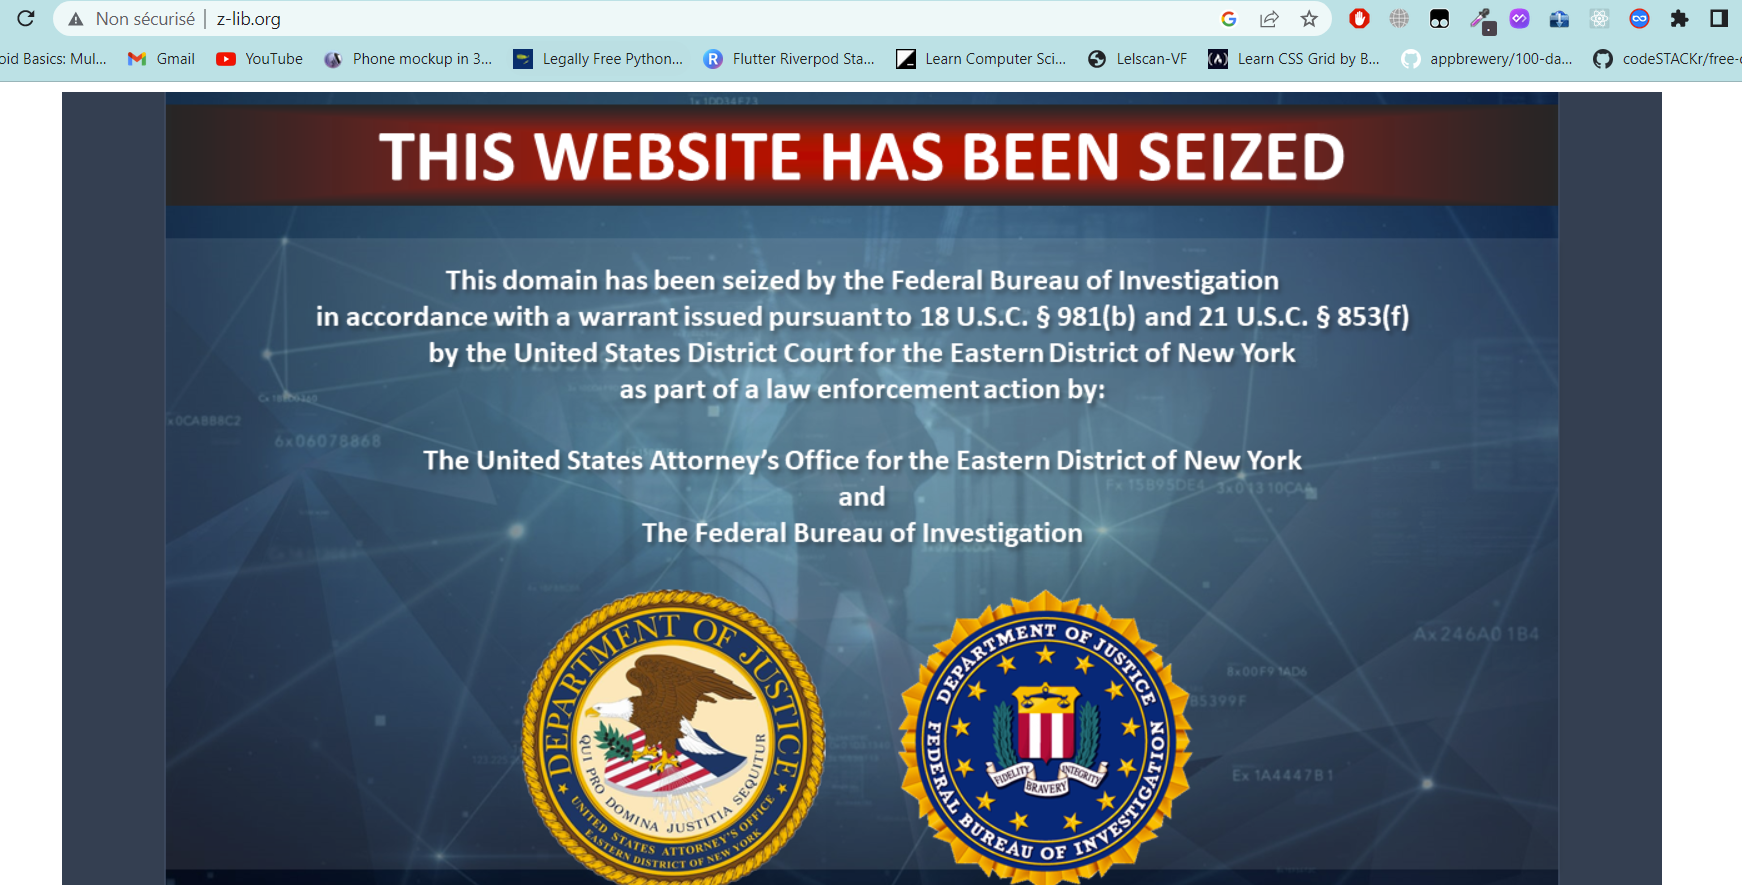 Non sécurisé | z-lib.org
oid Basics: Mul... Gmail YouTube Phone mockup in 3... Legally Free Python... Flutter Riverpod Sta... Learn Computer Sci... Lelscan-VF Learn CSS Grid by B... appbrewery/100-da... codeSTACKr/free-
THIS WEBSITE HAS BEEN SEIZED
This domain has been seized by the Federal Bureau of Investigation
in accordance with a warrant issued pursuant to 18 U.S.C. § 981(b) and 21 U.S.C. § 853(f)
by the United States District Court for the Eastern District of New York
as part of a law enforcement action by:
0CABB8C2
6x06078868
The United States Attorney's Office for the Eastern District of New York
and
Fx 15B95DE4 3x01310CAA
The Federal Bureau of Investigation
Ax246A01B4
8x00F91AD6
B5399F
Ex 1A4447B1
DEPARTMENT OF JUSTICE
QUI PRO DOMINA JUSTITIA SEQUITUR
UNITED STATES ATTORNEY'S OFFICE
EASTERN DISTRICT OF NEW YORK
DEPARTMENT OF JUSTICE
FIDELITY BRAVERY INTEGRITY
FEDERAL BUREAU OF INVESTIGATION